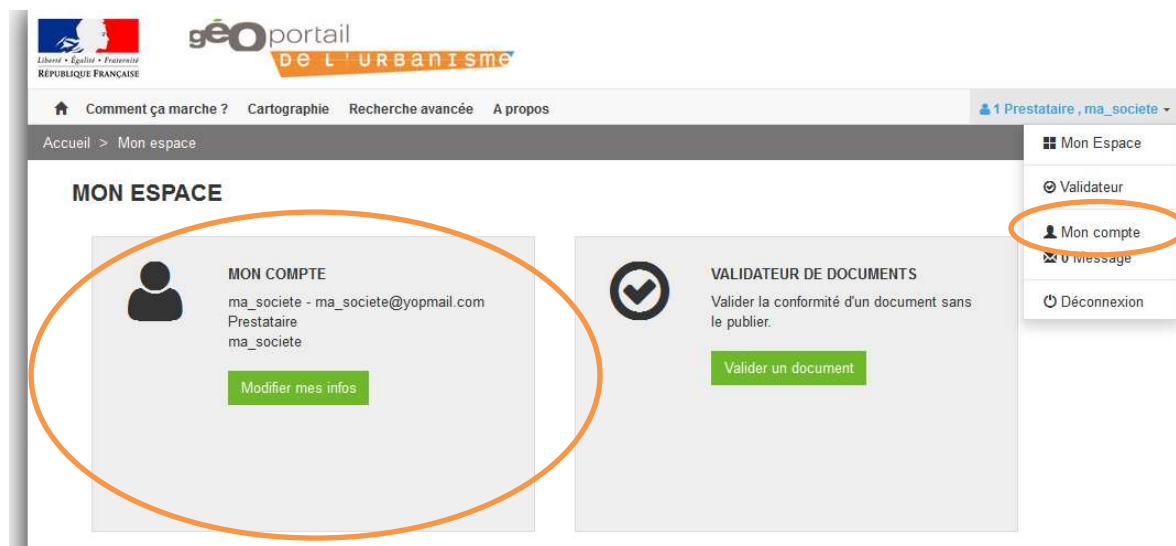 Liberté • Égalité • Fraternité
RÉPUBLIQUE FRANÇAISE
géoportail
DE L'URBANISME
Comment ça marche ? Cartographie Recherche avancée A propos
1 Prestataire , ma_societe
Accueil > Mon espace
Mon Espace
Validateur
Mon compte
0 Message
Déconnexion
MON ESPACE
MON COMPTE
ma_societe - ma_societe@yopmail.com
Prestataire
ma_societe
Modifier mes infos
VALIDATEUR DE DOCUMENTS
Valider la conformité d'un document sans
le publier.
Valider un document